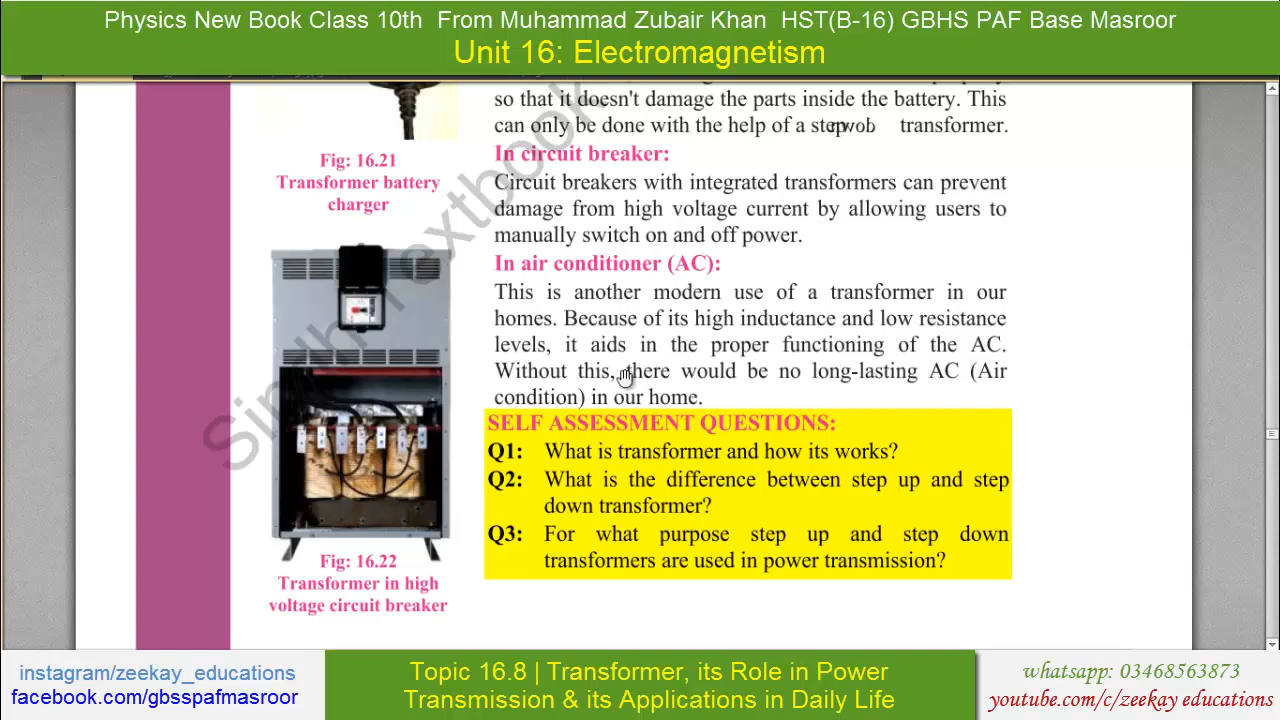 Physics New Book Class 10th From Muhammad Zubair Khan HST(B-16) GBHS PAF Base Masroor
Unit 16: Electromagnetism
so that it doesn't damage the parts inside the battery. This
can only be done with the help of a step transformer.
In circuit breaker:
Circuit breakers with integrated transformers can prevent
damage from high voltage current by allowing users to
manually switch on and off power.
In air conditioner (AC):
This is another modern use of a transformer in our
homes. Because of its high inductance and low resistance
levels, it aids in the proper functioning of the AC.
Without this, there would be no long-lasting AC (Air
condition) in our home.
SELF ASSESSMENT QUESTIONS:
Q1: What is transformer and how its works?
Q2: What is the difference between step up and step
down transformer?
Q3: For what purpose step up and step down
transformers are used in power transmission?
Fig: 16.21
Transformer battery
charger
Fig: 16.22
Transformer in high
voltage circuit breaker
Sindh Textbook
instagram/zeekay_educations
facebook.com/gbsspafmasroor
Topic 16.8 | Transformer, its Role in Power
Transmission & its Applications in Daily Life
whatsapp: 03468563873
youtube.com/c/zeekay educations